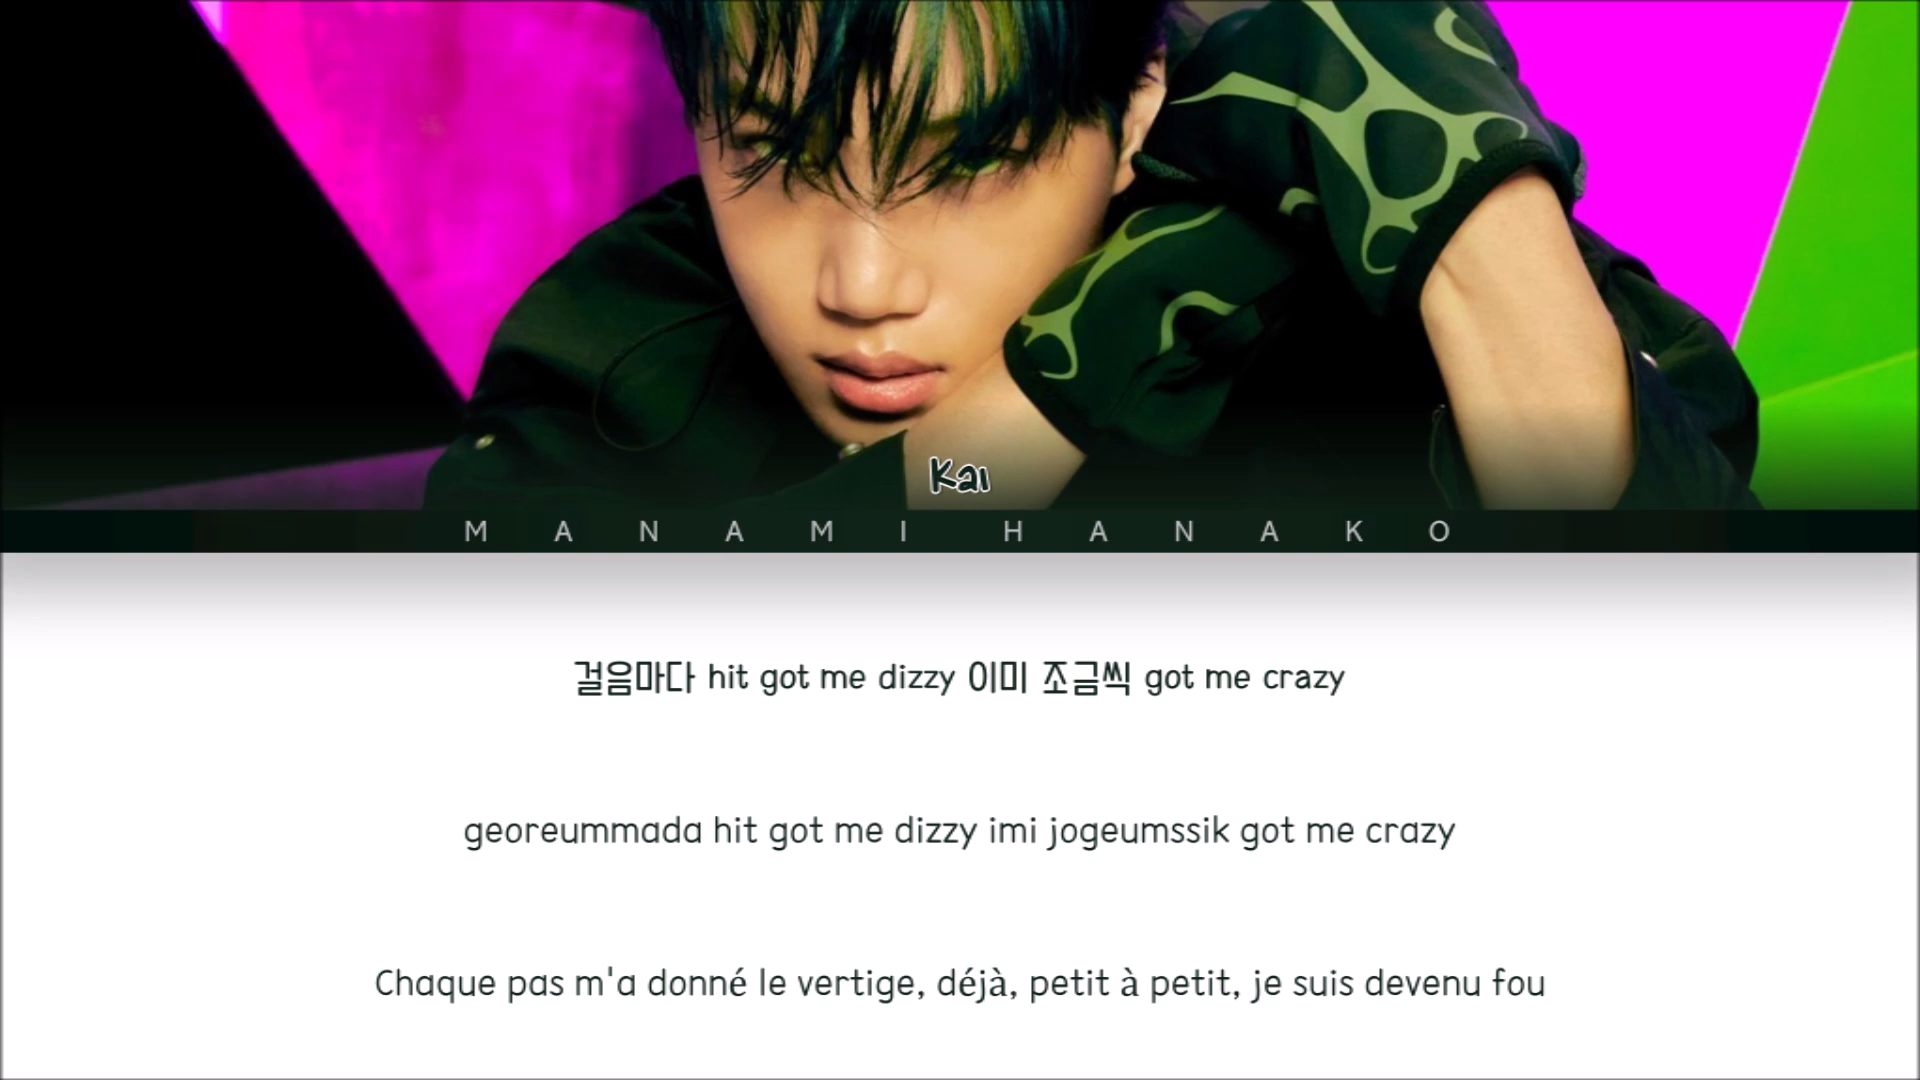 Kai
MANAMI HANAKO
걸음마다 hit got me dizzy 이미 조금씩 got me crazy
georeummada hit got me dizzy imi jogeumssik got me crazy
Chaque pas m'a donné le vertige, déjà, petit à petit, je suis devenu fou